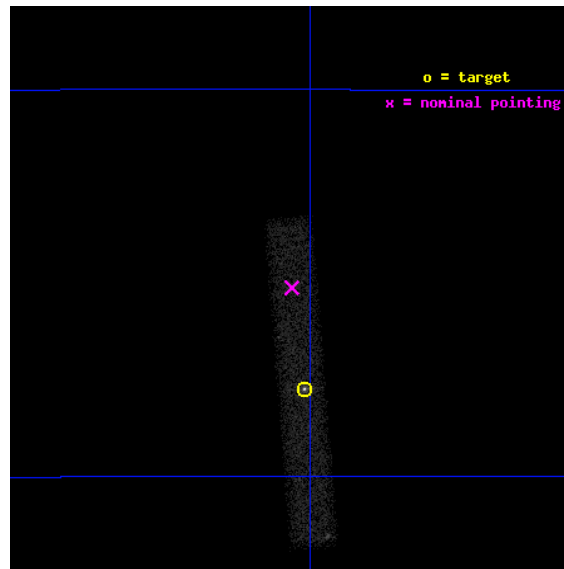 o = target
x = nominal pointing